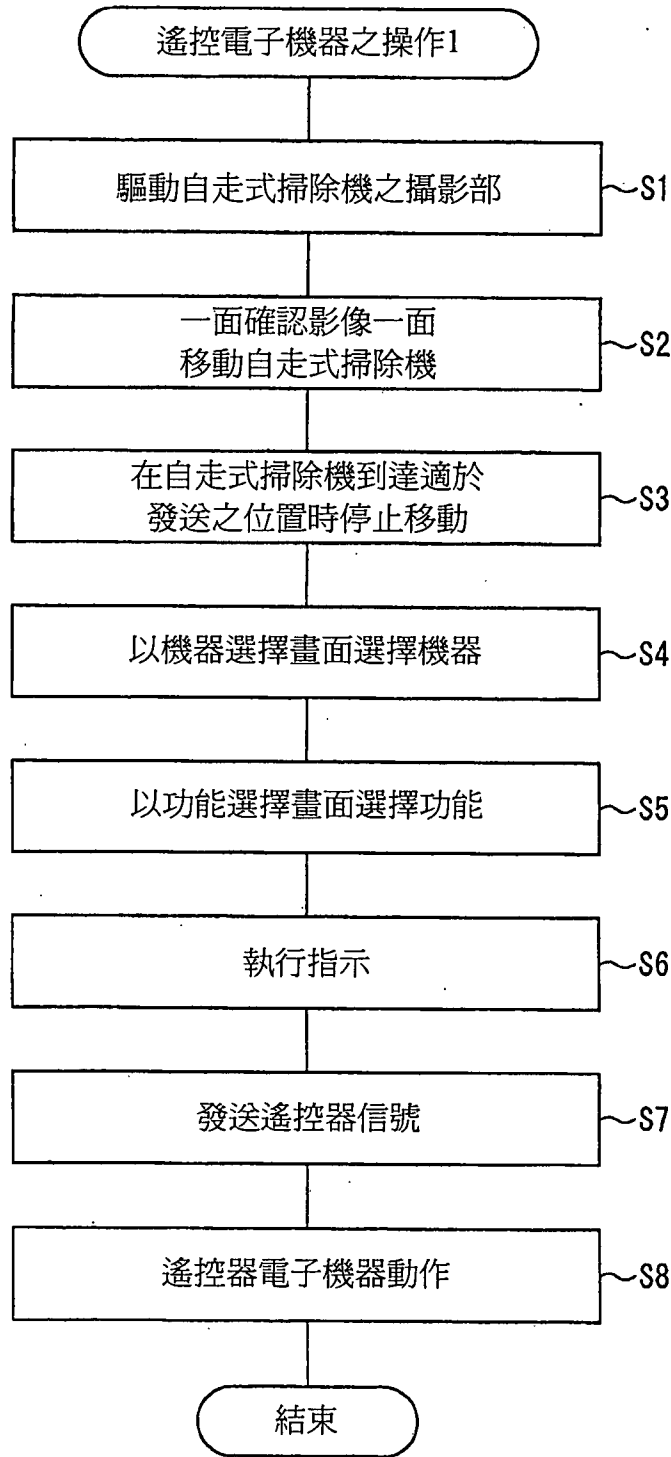 遙控電子機器之操作1
驅動自走式掃除機之攝影部
S1
一面確認影像一面
移動自走式掃除機
S2
在自走式掃除機到達適於
發送之位置時停止移動
S3
以機器選擇畫面選擇機器
S4
以功能選擇畫面選擇功能
S5
執行指示
S6
發送遙控器信號
S7
遙控器電子機器動作
S8
結束